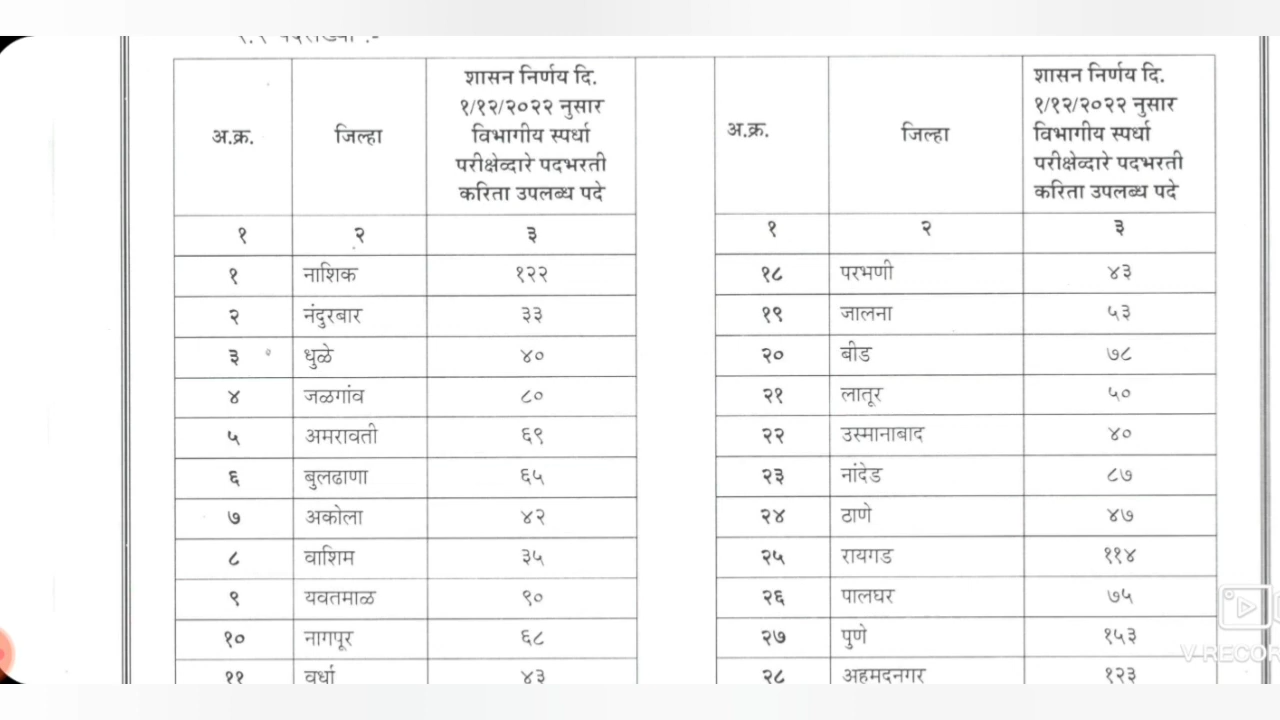 १.१ पदसंख्या :-
अ.क्र. जिल्हा शासन निर्णय दि. १/१२/२०२२ नुसार विभागीय स्पर्धा परीक्षेव्दारे पदभरती करिता उपलब्ध पदे अ.क्र. जिल्हा शासन निर्णय दि. १/१२/२०२२ नुसार विभागीय स्पर्धा परीक्षेव्दारे पदभरती करिता उपलब्ध पदे
१ २ ३ १ २ ३
१ नाशिक १२२ १८ परभणी ४३
२ नंदुरबार ३३ १९ जालना ५३
३ धुळे ४० २० बीड ७८
४ जळगांव ८० २१ लातूर ५०
५ अमरावती ६९ २२ उस्मानाबाद ४०
६ बुलढाणा ६५ २३ नांदेड ८७
७ अकोला ४२ २४ ठाणे ४७
८ वाशिम ३५ २५ रायगड ११४
९ यवतमाळ ९० २६ पालघर ७५
१० नागपूर ६८ २७ पुणे १५३
११ वर्धा ४३ २८ अहमदनगर १२३
V-RECOR